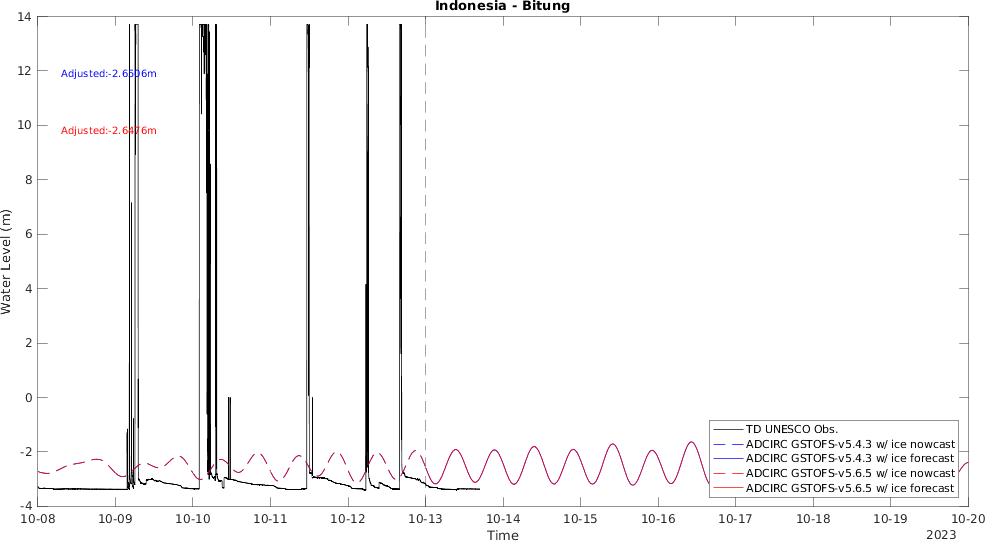 Indonesia - Bitung
14
12
10
8
6
4
2
0
-2
-4
Water Level (m)
Adjusted:-2.6506m
Adjusted:-2.6476m
TD UNESCO Obs.
ADCIRC GSTOFS-v5.4.3 w/ ice nowcast
ADCIRC GSTOFS-v5.4.3 w/ ice forecast
ADCIRC GSTOFS-v5.6.5 w/ ice nowcast
ADCIRC GSTOFS-v5.6.5 w/ ice forecast
10-08 10-09 10-10 10-11 10-12 10-13 10-14 10-15 10-16 10-17 10-18 10-19 10-20
Time
2023